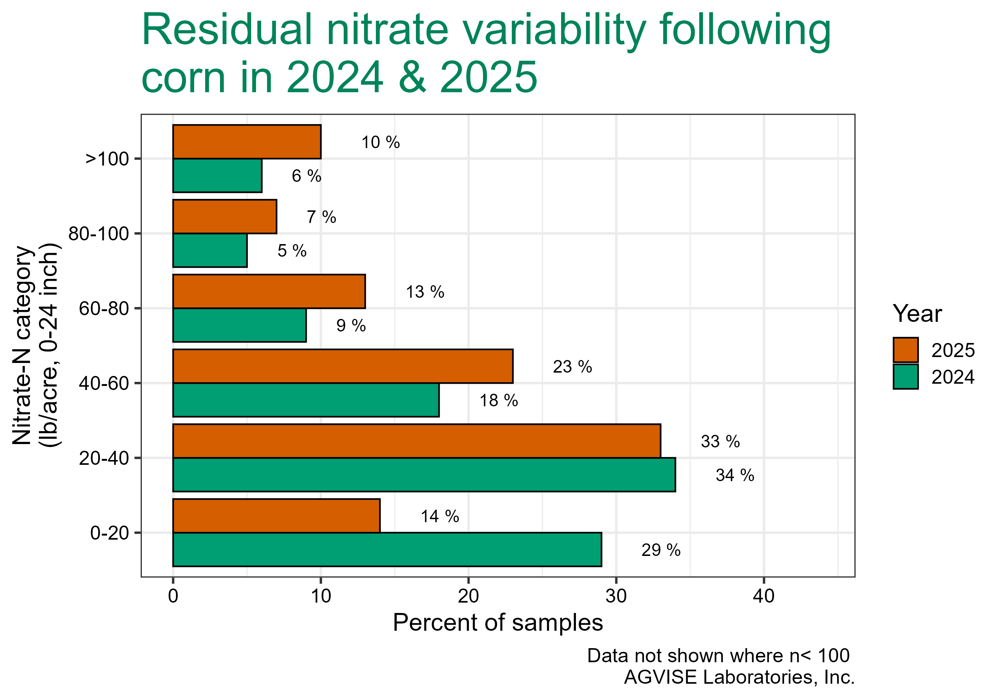 Residual nitrate variability following
corn in 2024 & 2025
Nitrate-N category
(lb/acre, 0-24 inch)
>100
10 %
6 %
80-100
7 %
5 %
60-80
13 %
9 %
40-60
23 %
18 %
20-40
33 %
34 %
0-20
14 %
29 %
0 10 20 30 40
Percent of samples
Year
2025
2024
Data not shown where n< 100
AGVISE Laboratories, Inc.